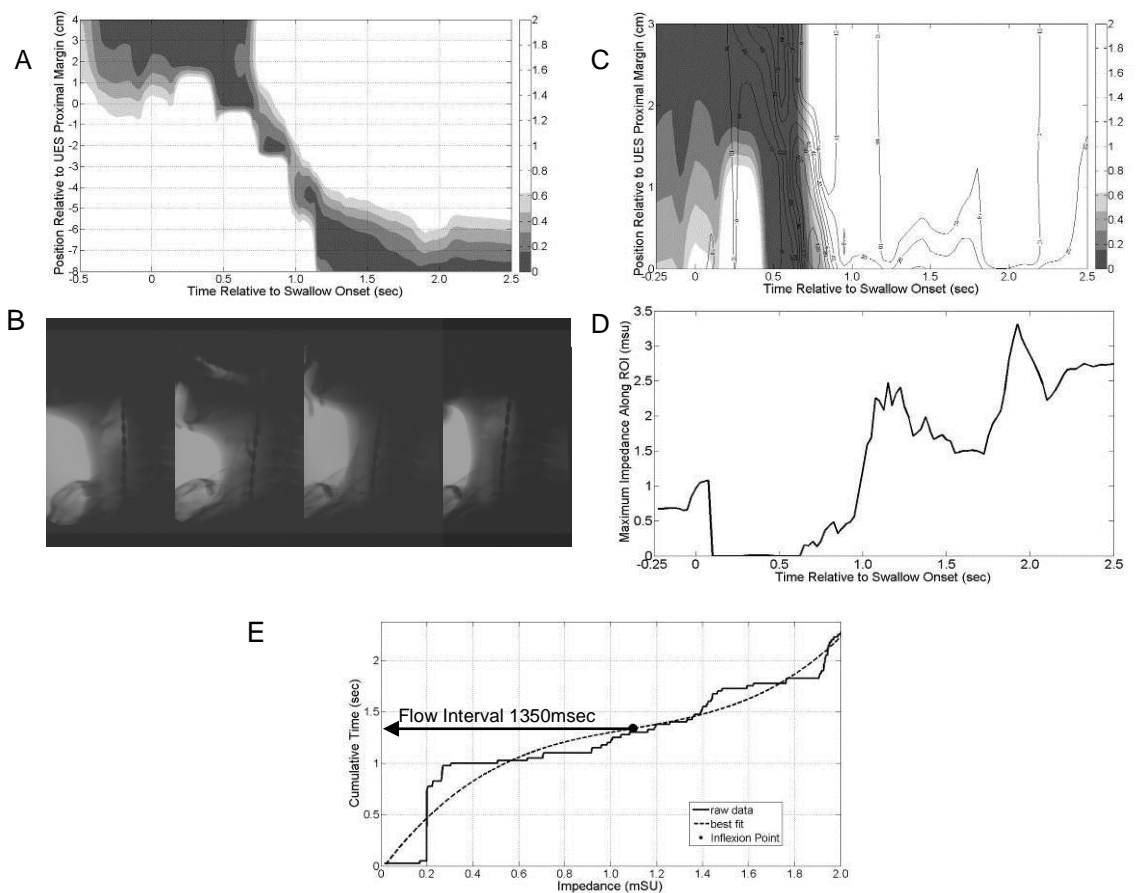 A
Position Relative to UES Proximal Margin (cm)
4
3
2
1
0
-1
-2
-3
-4
-5
-6
-7
-8
-0.5 0 0.5 1.0 1.5 2.0 2.5
Time Relative to Swallow Onset (sec)
2
1.8
1.6
1.4
1.2
1
0.8
0.6
0.4
0.2
0
C
Position Relative to UES Proximal Margin (cm)
3
2
1
0
-0.5 0 0.5 1.0 1.5 2.0 2.5
Time Relative to Swallow Onset (sec)
2
1.8
1.6
1.4
1.2
1
0.8
0.6
0.4
0.2
0
B
D
Maximum Impedance Along ROI (msu)
3.5
3
2.5
2
1.5
1
0.5
0
-0.25 0 0.5 1.0 1.5 2.0 2.5
Time Relative to Swallow Onset (sec)
E
Cumulative Time (sec)
2
1.5
1
0.5
0
Flow Interval 1350msec
raw data
best fit
Inflexion Point
0 0.2 0.4 0.6 0.8 1.0 1.2 1.4 1.6 1.8 2.0
Impedance (mSU)